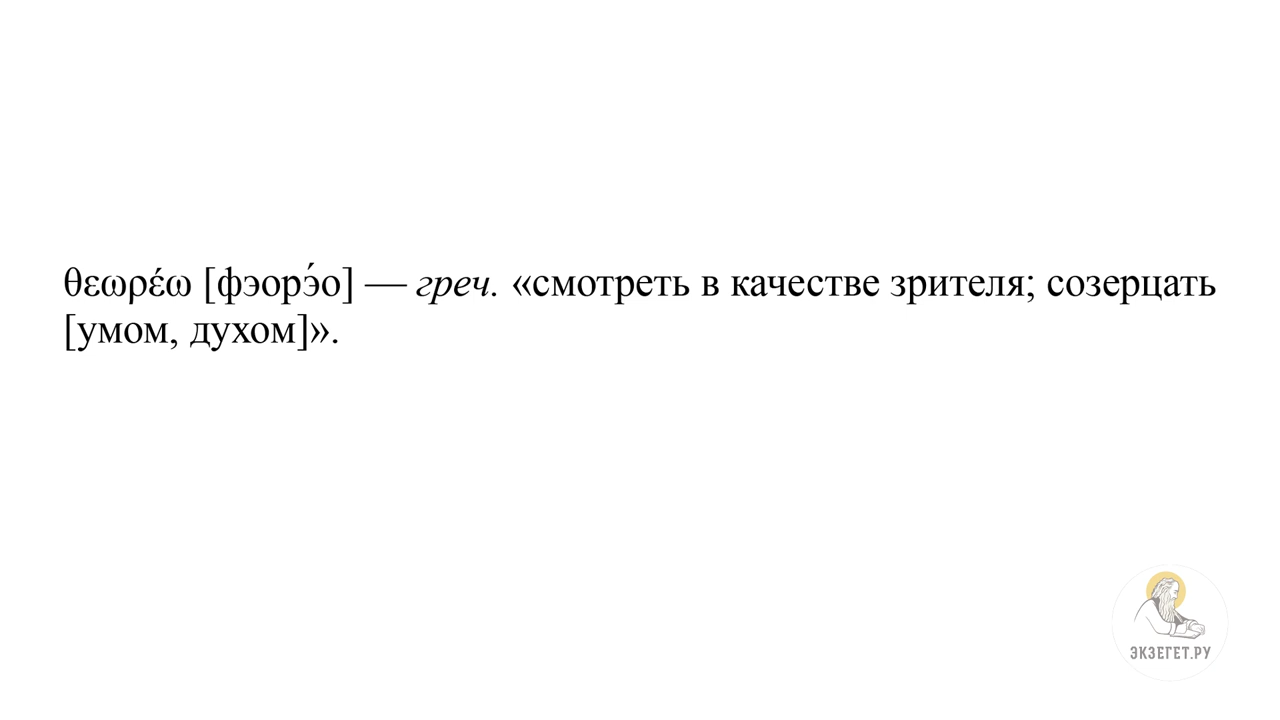 θεωρέω [фэорэ́о] — греч. «смотреть в качестве зрителя; созерцать
[умом, духом]».
ЭКЗЕГЕТ.РУ